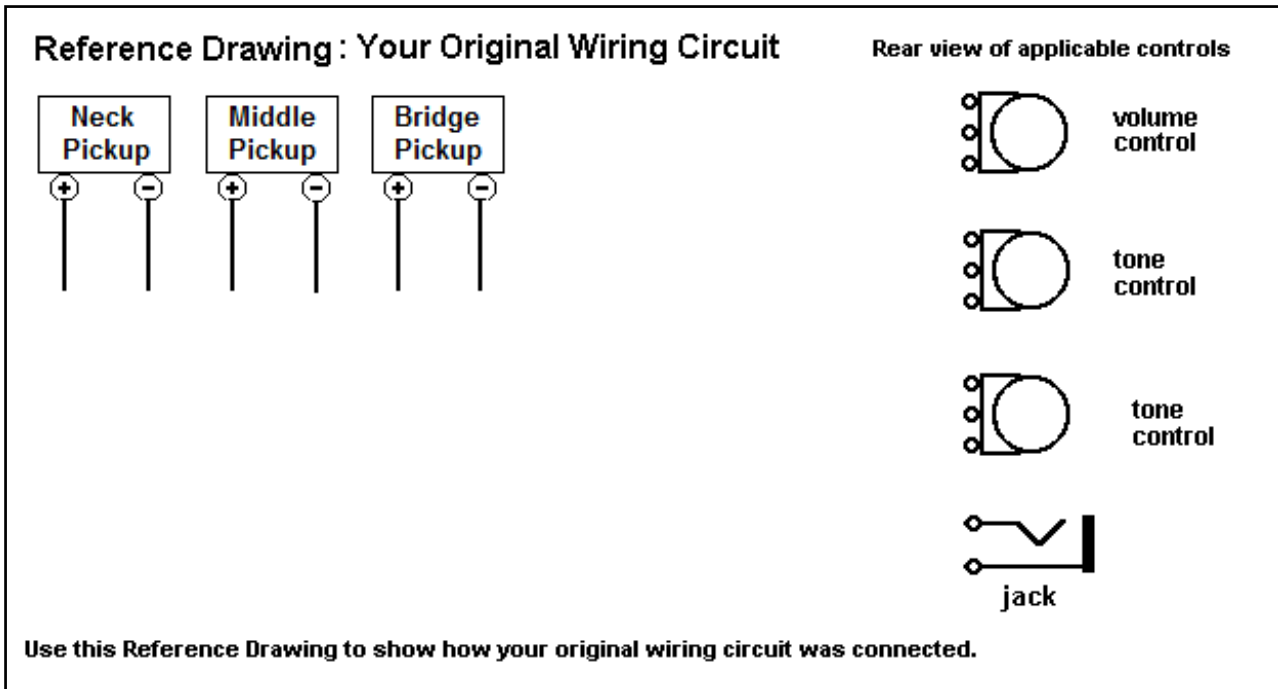 Reference Drawing : Your Original Wiring Circuit
Rear view of applicable controls
Neck
Pickup
Middle
Pickup
Bridge
Pickup
+
-
+
-
+
-
volume
control
tone
control
tone
control
jack
Use this Reference Drawing to show how your original wiring circuit was connected.